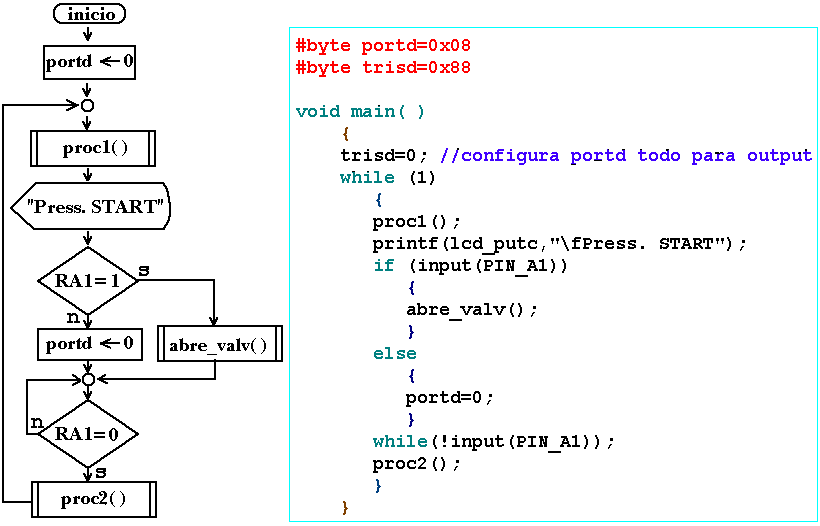 inicio
portd ← 0
proc1( )
"Press. START"
RA1= 1
s
n
portd ← 0
abre_valv( )
RA1= 0
n
s
proc2( )
#byte portd=0x08
#byte trisd=0x88
void main( )
{
trisd=0; //configura portd todo para output
while (1)
{
proc1();
printf(lcd_putc,"\fPress. START");
if (input(PIN_A1))
{
abre_valv();
}
else
{
portd=0;
}
while(!input(PIN_A1));
proc2();
}
}